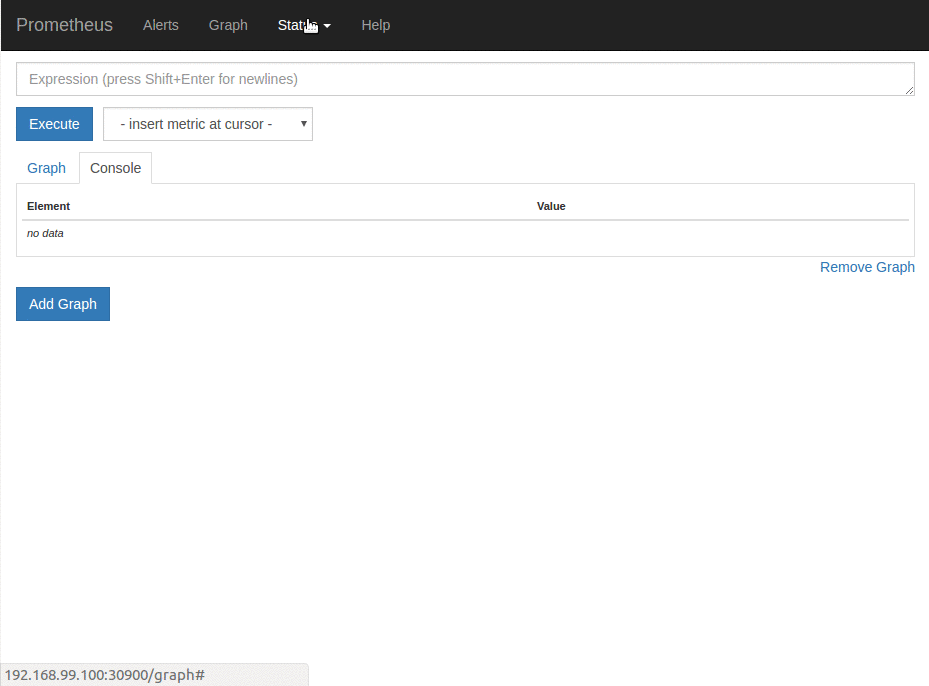 Prometheus Alerts Graph Status Help
Expression (press Shift+Enter for newlines)
Execute - insert metric at cursor -
Graph Console
Element Value
no data
Remove Graph
Add Graph
192.168.99.100:30900/graph#